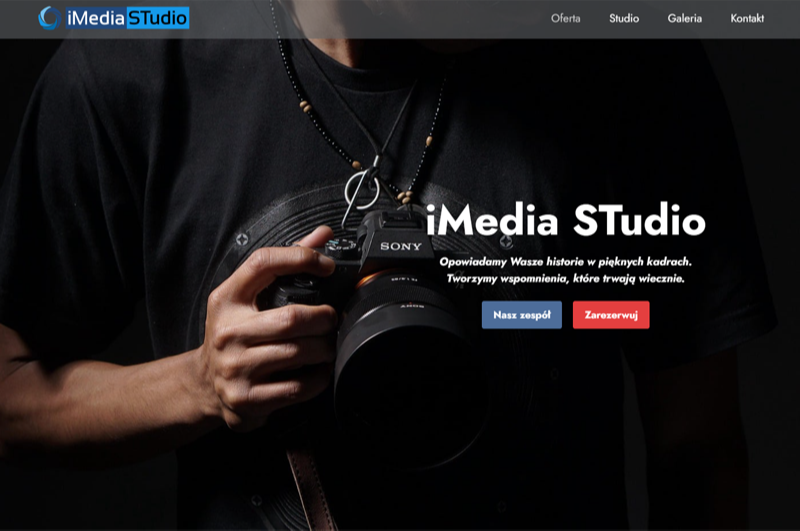 iMedia STudio
Oferta
Studio
Galeria
Kontakt
SONY
iMedia STudio
Opowiadamy Wasze historie w pięknych kadrach.
Tworzymy wspomnienia, które trwają wiecznie.
SONY
Nasz zespół
Zarezerwuj